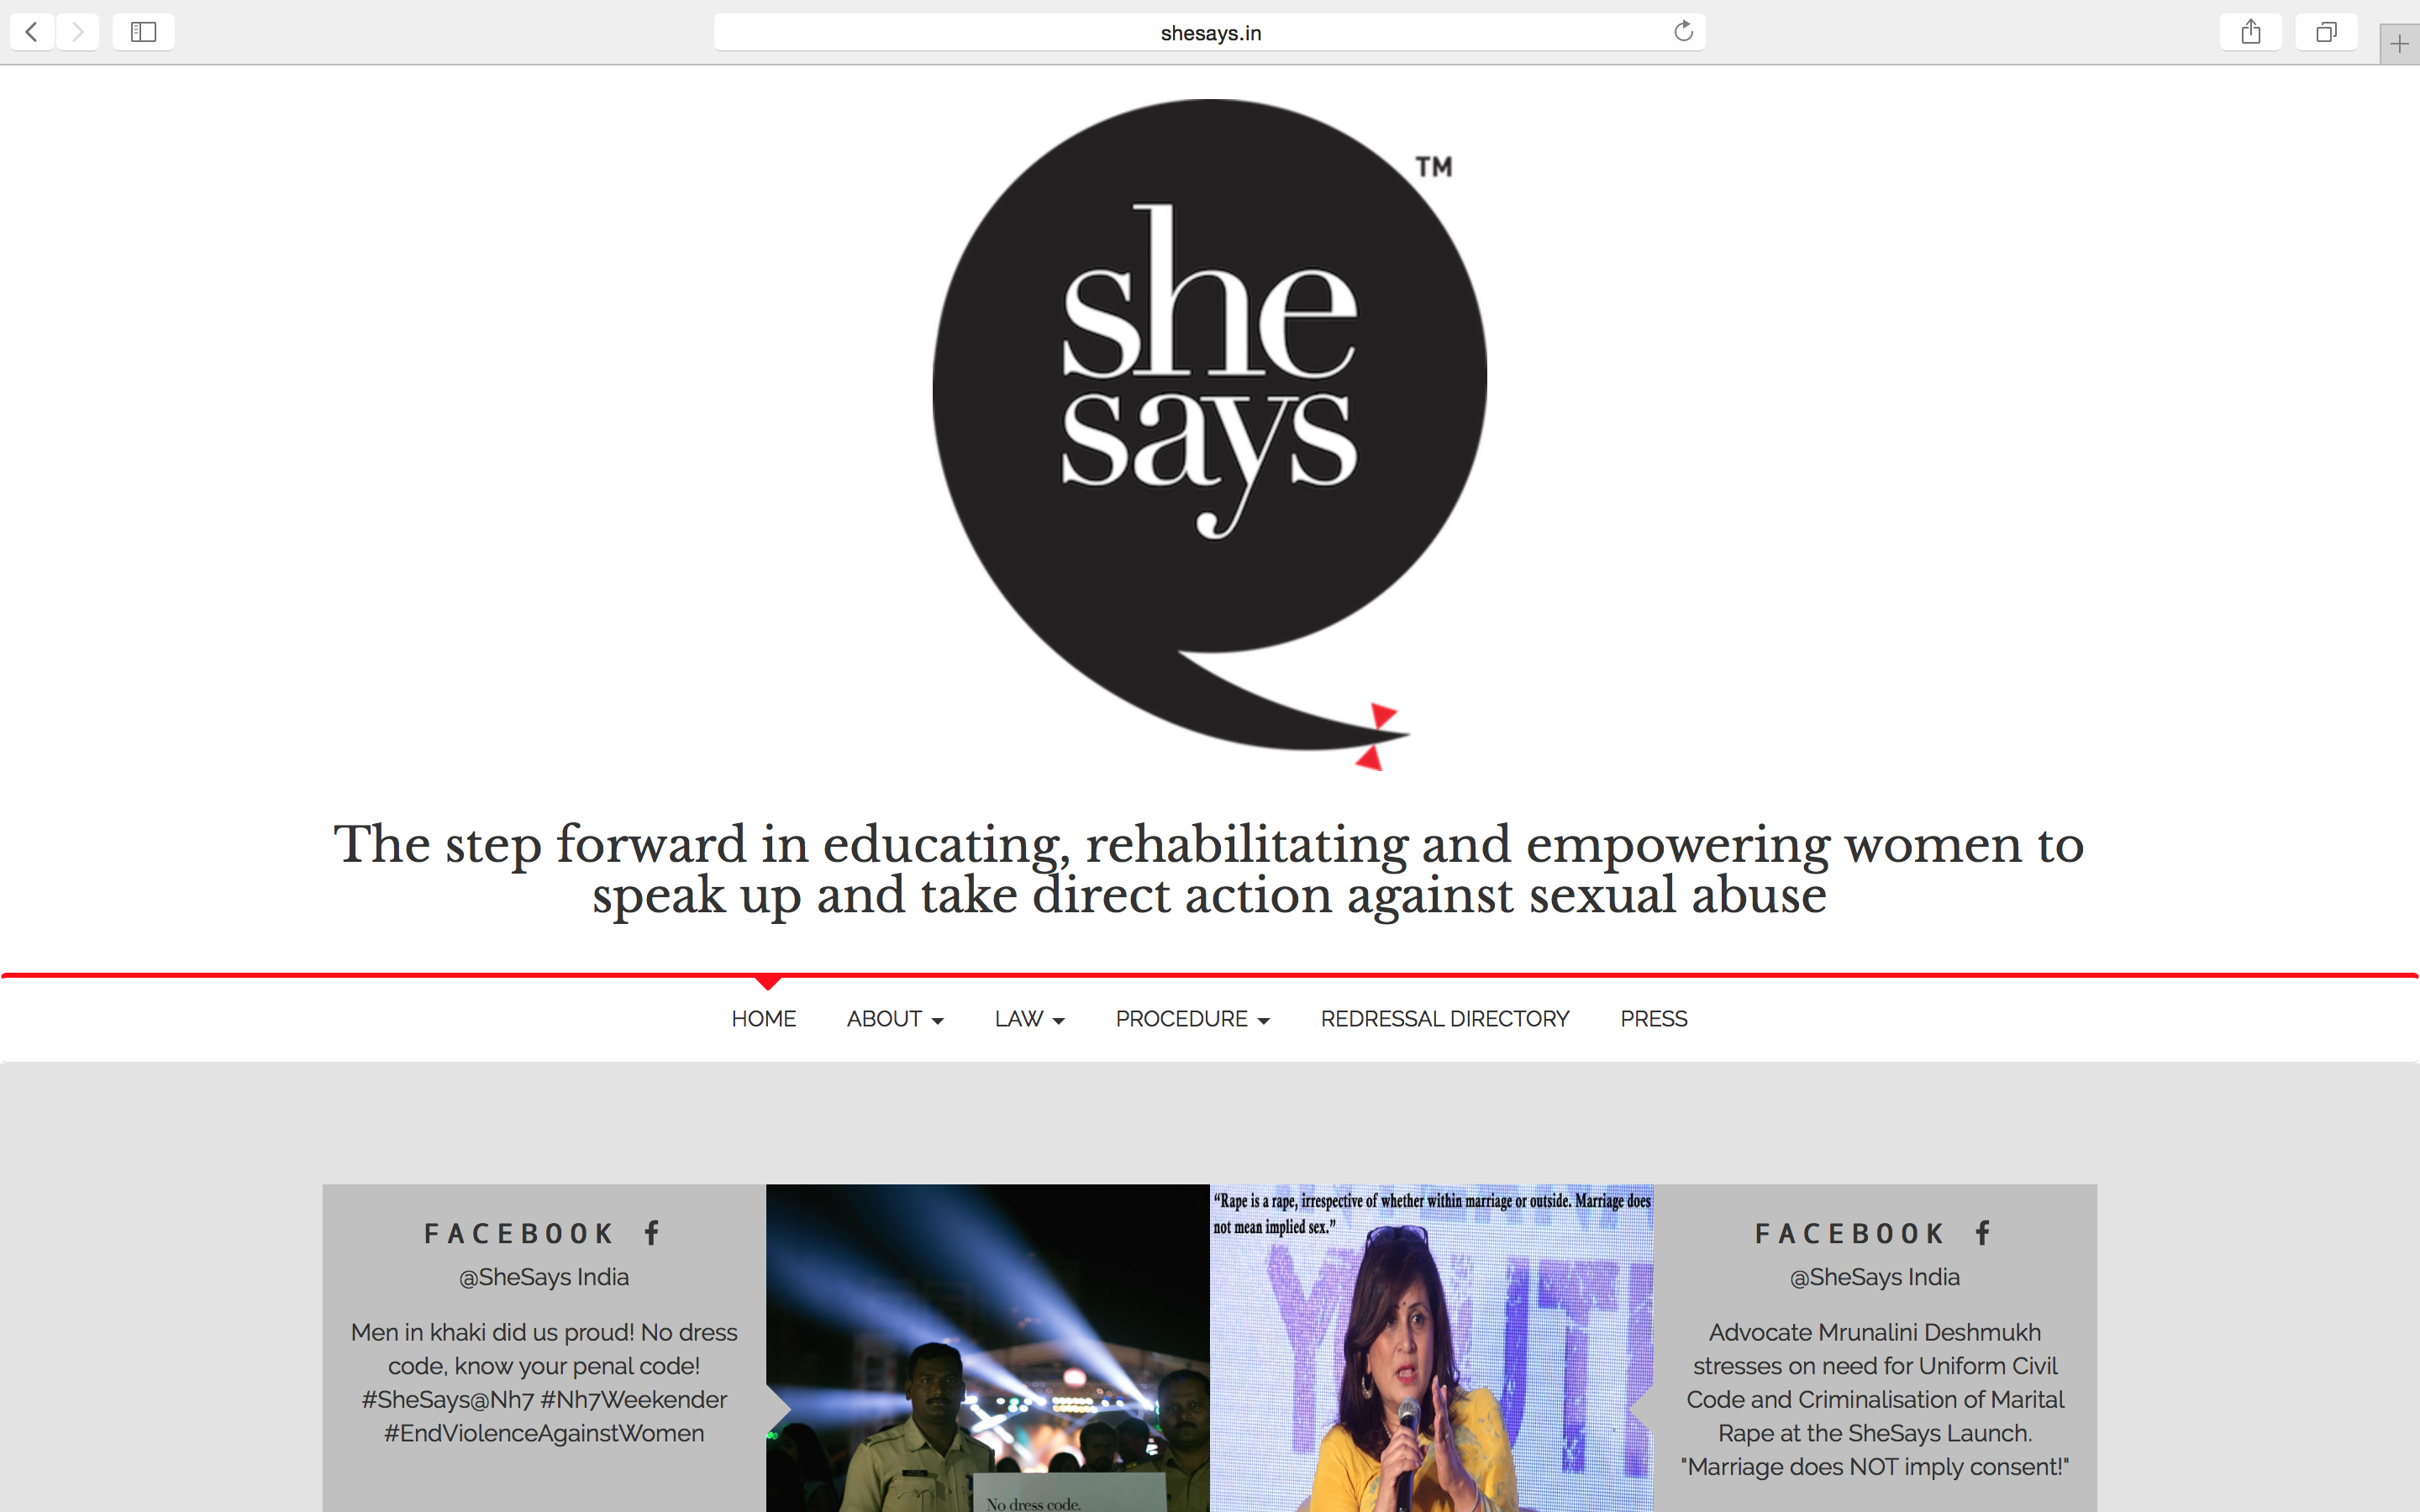 shesays.in
TM
she
says
The step forward in educating, rehabilitating and empowering women to
speak up and take direct action against sexual abuse
HOME ABOUT LAW PROCEDURE REDRESSAL DIRECTORY PRESS
FACEBOOK f
@SheSays India
Men in khaki did us proud! No dress
code, know your penal code!
#SheSays@Nh7 #Nh7Weekender
#EndViolenceAgainstWomen
No dress code.
“Rape is a rape, irrespective of whether within marriage or outside. Marriage does
not mean implied sex.”
FACEBOOK f
@SheSays India
Advocate Mrunalini Deshmukh
stresses on need for Uniform Civil
Code and Criminalisation of Marital
Rape at the SheSays Launch.
"Marriage does NOT imply consent!"